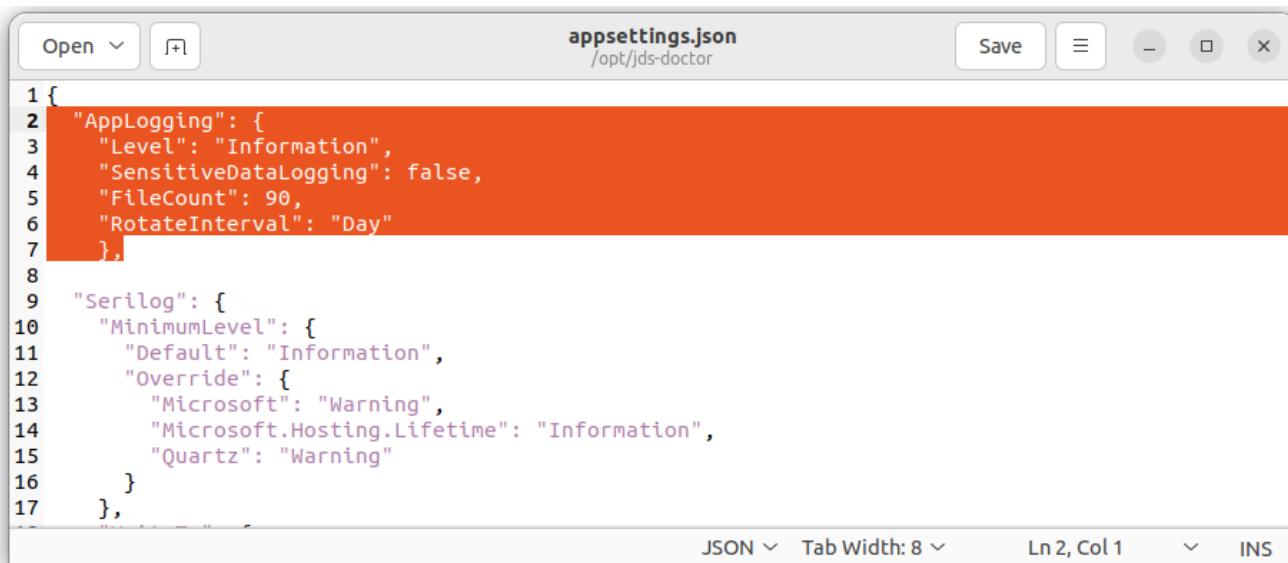 Open
appsettings.json
/opt/jds-doctor
Save
1 {
2 "AppLogging": {
3 "Level": "Information",
4 "SensitiveDataLogging": false,
5 "FileCount": 90,
6 "RotateInterval": "Day"
7 },
8
9 "Serilog": {
10 "MinimumLevel": {
11 "Default": "Information",
12 "Override": {
13 "Microsoft": "Warning",
14 "Microsoft.Hosting.Lifetime": "Information",
15 "Quartz": "Warning"
16 }
17 },
JSON Tab Width: 8 Ln 2, Col 1 INS